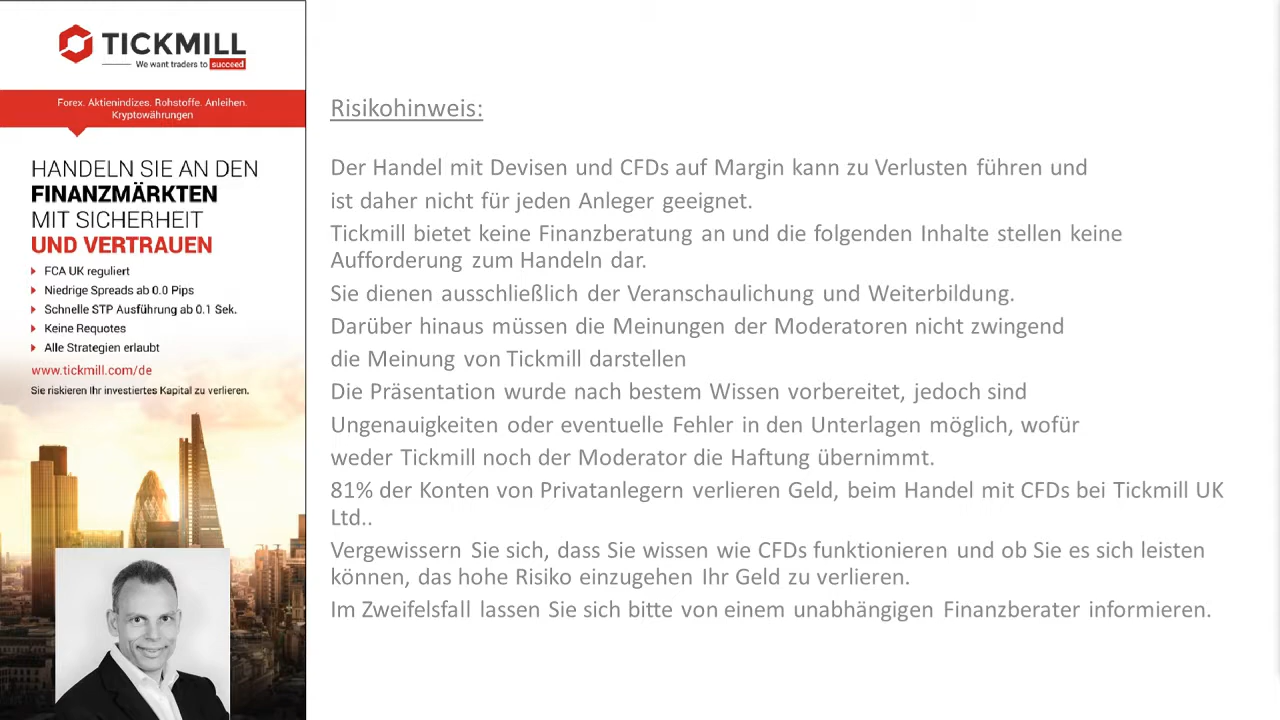 TICKMILL
We want traders to succeed
Forex. Aktienindizes. Rohstoffe. Anleihen.
Kryptowährungen
HANDELN SIE AN DEN
FINANZMÄRKTEN
MIT SICHERHEIT
UND VERTRAUEN
FCA UK reguliert
Niedrige Spreads ab 0.0 Pips
Schnelle STP Ausführung ab 0.1 Sek.
Keine Requotes
Alle Strategien erlaubt
www.tickmill.com/de
Sie riskieren Ihr investiertes Kapital zu verlieren.
Risikohinweis:
Der Handel mit Devisen und CFDs auf Margin kann zu Verlusten führen und
ist daher nicht für jeden Anleger geeignet.
Tickmill bietet keine Finanzberatung an und die folgenden Inhalte stellen keine
Aufforderung zum Handeln dar.
Sie dienen ausschließlich der Veranschaulichung und Weiterbildung.
Darüber hinaus müssen die Meinungen der Moderatoren nicht zwingend
die Meinung von Tickmill darstellen
Die Präsentation wurde nach bestem Wissen vorbereitet, jedoch sind
Ungenauigkeiten oder eventuelle Fehler in den Unterlagen möglich, wofür
weder Tickmill noch der Moderator die Haftung übernimmt.
81% der Konten von Privatanlegern verlieren Geld, beim Handel mit CFDs bei Tickmill UK
Ltd..
Vergewissern Sie sich, dass Sie wissen wie CFDs funktionieren und ob Sie es sich leisten
können, das hohe Risiko einzugehen Ihr Geld zu verlieren.
Im Zweifelsfall lassen Sie sich bitte von einem unabhängigen Finanzberater informieren.